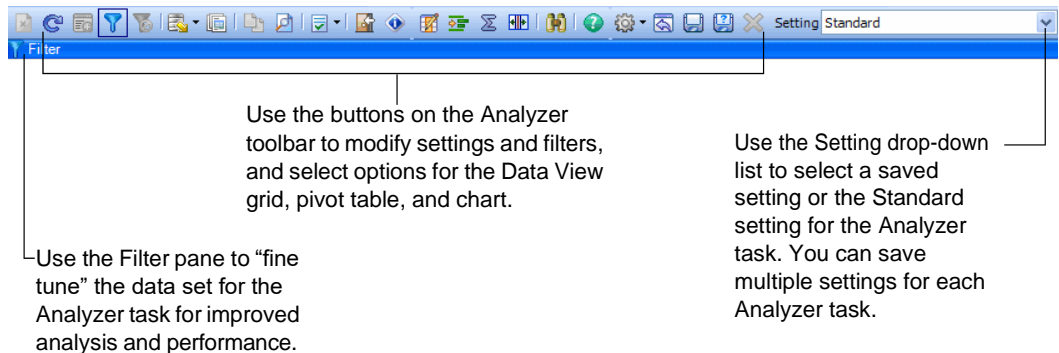 Setting Standard
Filter
Use the buttons on the Analyzer
toolbar to modify settings and filters,
and select options for the Data View
grid, pivot table, and chart.
Use the Setting drop-down
list to select a saved
setting or the Standard
setting for the Analyzer
task. You can save
multiple settings for each
Analyzer task.
Use the Filter pane to “fine
tune” the data set for the
Analyzer task for improved
analysis and performance.